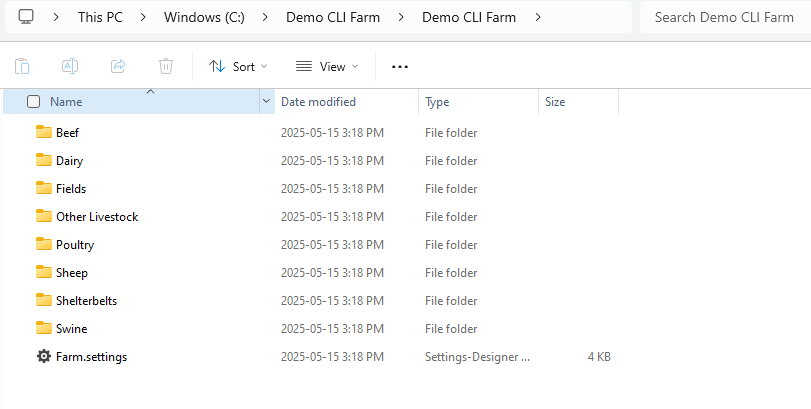 This PC > Windows (C:) > Demo CLI Farm > Demo CLI Farm > Search Demo CLI Farm
Sort View ...
Name Date modified Type Size
Beef 2025-05-15 3:18 PM File folder
Dairy 2025-05-15 3:18 PM File folder
Fields 2025-05-15 3:18 PM File folder
Other Livestock 2025-05-15 3:18 PM File folder
Poultry 2025-05-15 3:18 PM File folder
Sheep 2025-05-15 3:18 PM File folder
Shelterbelts 2025-05-15 3:18 PM File folder
Swine 2025-05-15 3:18 PM File folder
Farm.settings 2025-05-15 3:18 PM Settings-Designer ... 4 KB